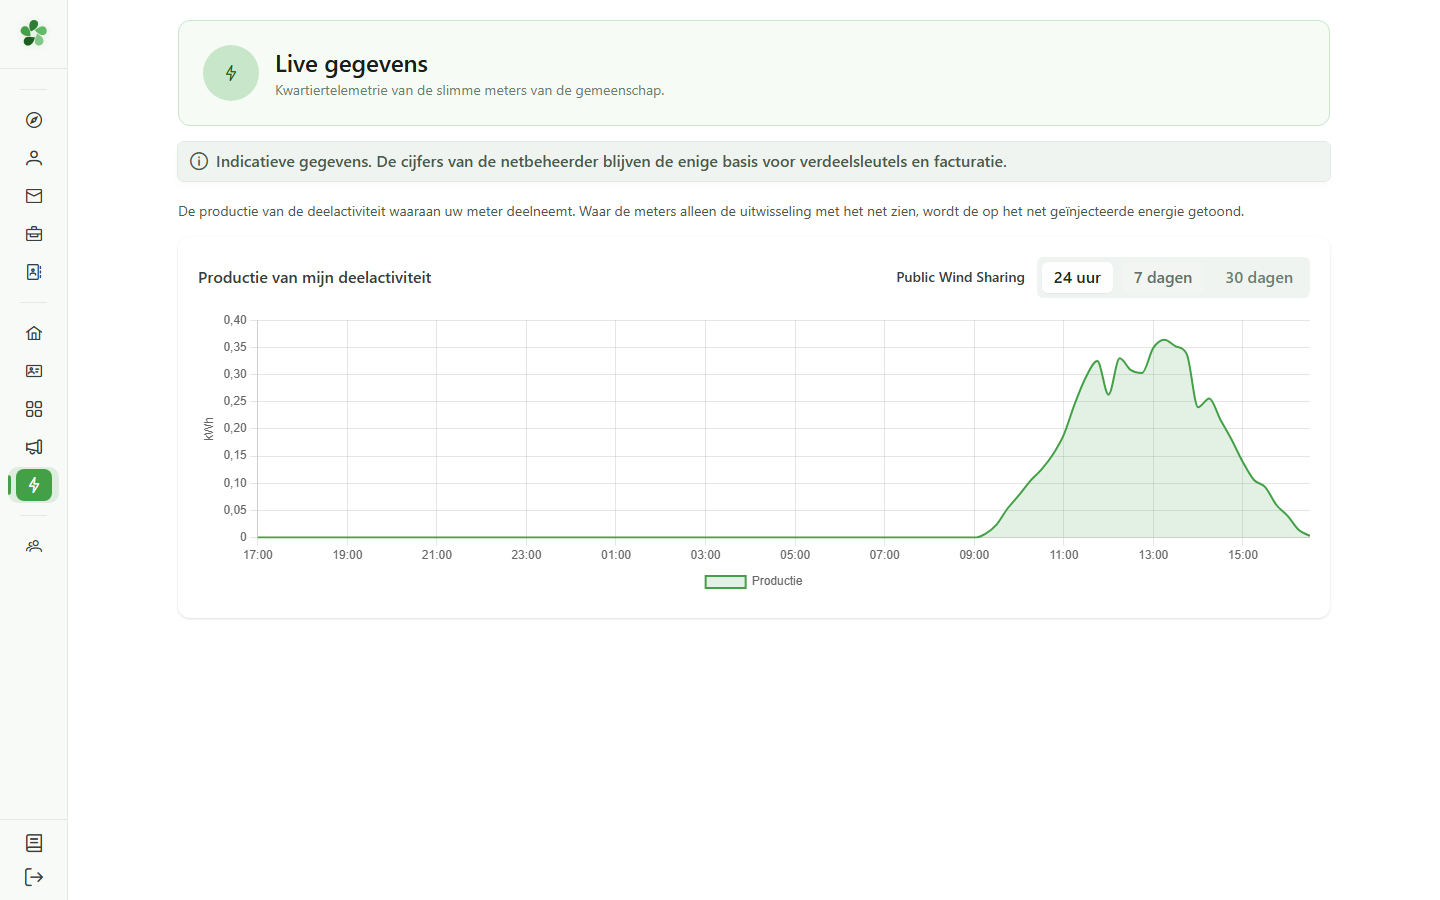 Live gegevens
Kwartiertelemetrie van de slimme meters van de gemeenschap.
Indicatieve gegevens. De cijfers van de netbeheerder blijven de enige basis voor verdeelsleutels en facturatie.
De productie van de deelactiviteit waaraan uw meter deelneemt. Waar de meters alleen de uitwisseling met het net zien, wordt de op het net geïnjecteerde energie getoond.
Productie van mijn deelactiviteit
Public Wind Sharing
24 uur
7 dagen
30 dagen
kWh
0,40
0,35
0,30
0,25
0,20
0,15
0,10
0,05
0
17:00 19:00 21:00 23:00 01:00 03:00 05:00 07:00 09:00 11:00 13:00 15:00
Productie